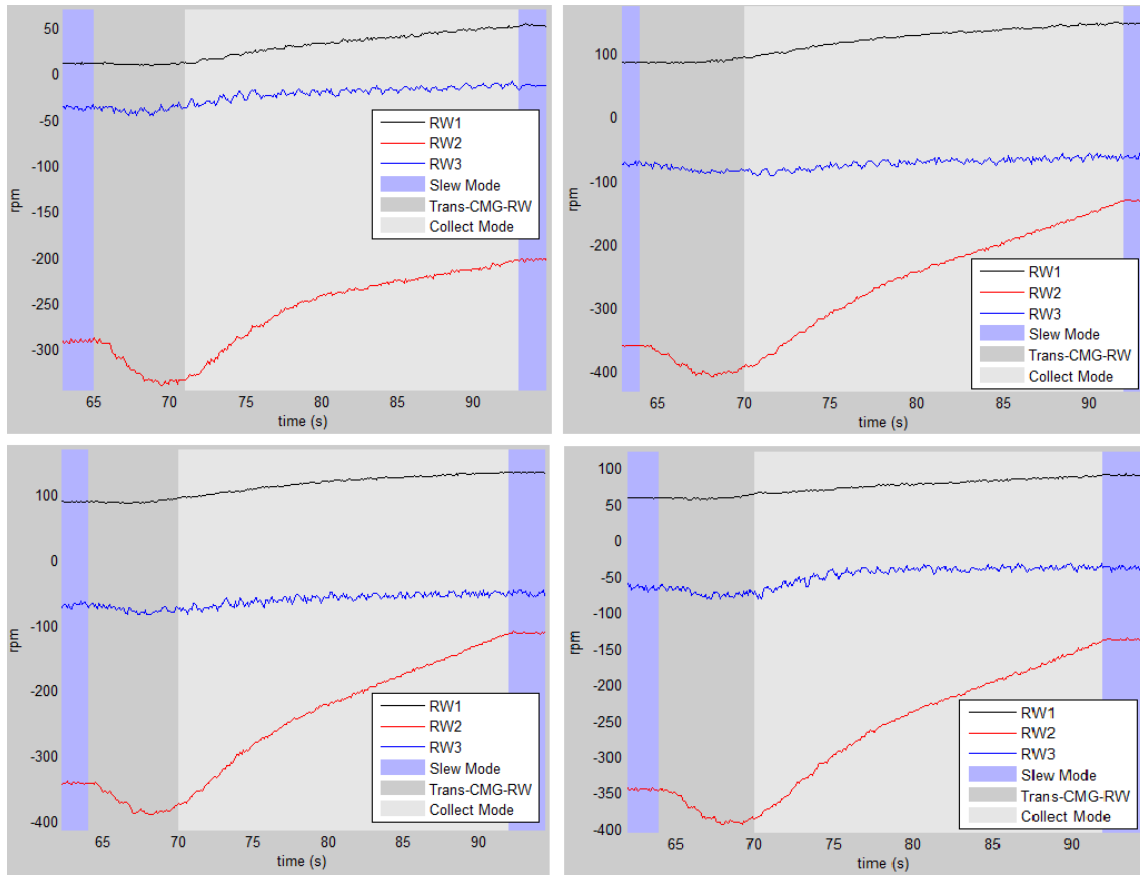 50
0
-50
-100
-150
-200
-250
-300
rpm
65 70 75 80 85 90
time (s)
RW1
RW2
RW3
Slew Mode
Trans-CMG-RW
Collect Mode
100
0
-100
-200
-300
-400
rpm
65 70 75 80 85 90
time (s)
RW1
RW2
RW3
Slew Mode
Trans-CMG-RW
Collect Mode
100
0
-100
-200
-300
-400
rpm
65 70 75 80 85 90
time (s)
RW1
RW2
RW3
Slew Mode
Trans-CMG-RW
Collect Mode
100
50
0
-50
-100
-150
-200
-250
-300
-350
-400
rpm
65 70 75 80 85 90
time (s)
RW1
RW2
RW3
Slew Mode
Trans-CMG-RW
Collect Mode